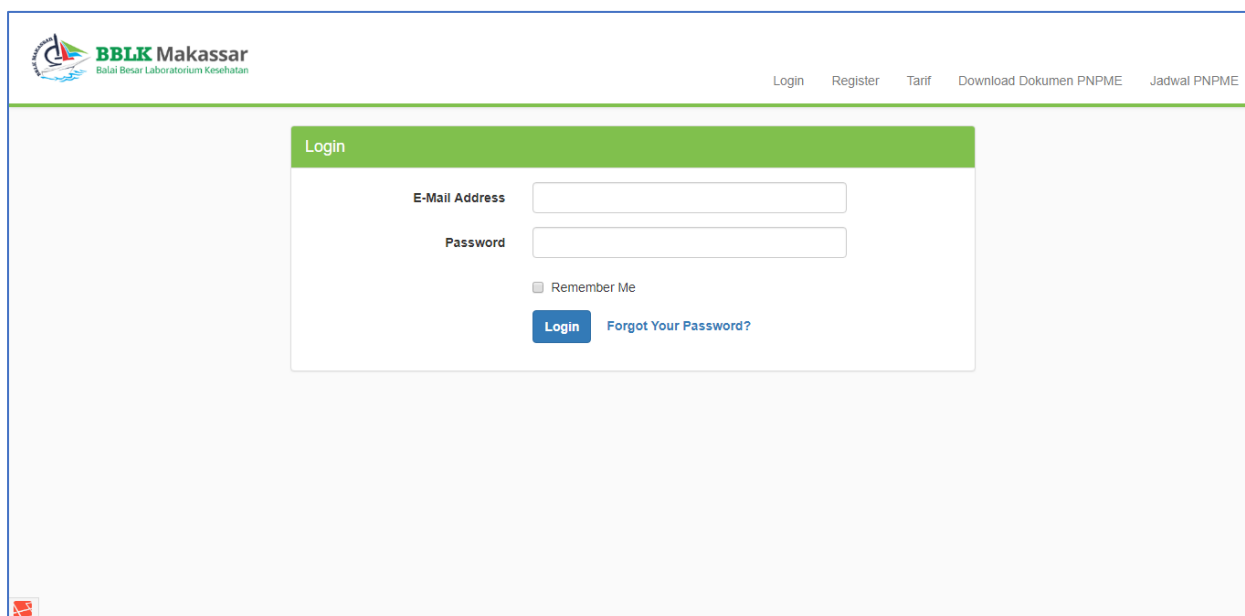 BBLK Makassar
Balai Besar Laboratorium Kesehatan
Login Register Tarif Download Dokumen PNPME Jadwal PNPME
Login
E-Mail Address
Password
Remember Me
Login Forgot Your Password?